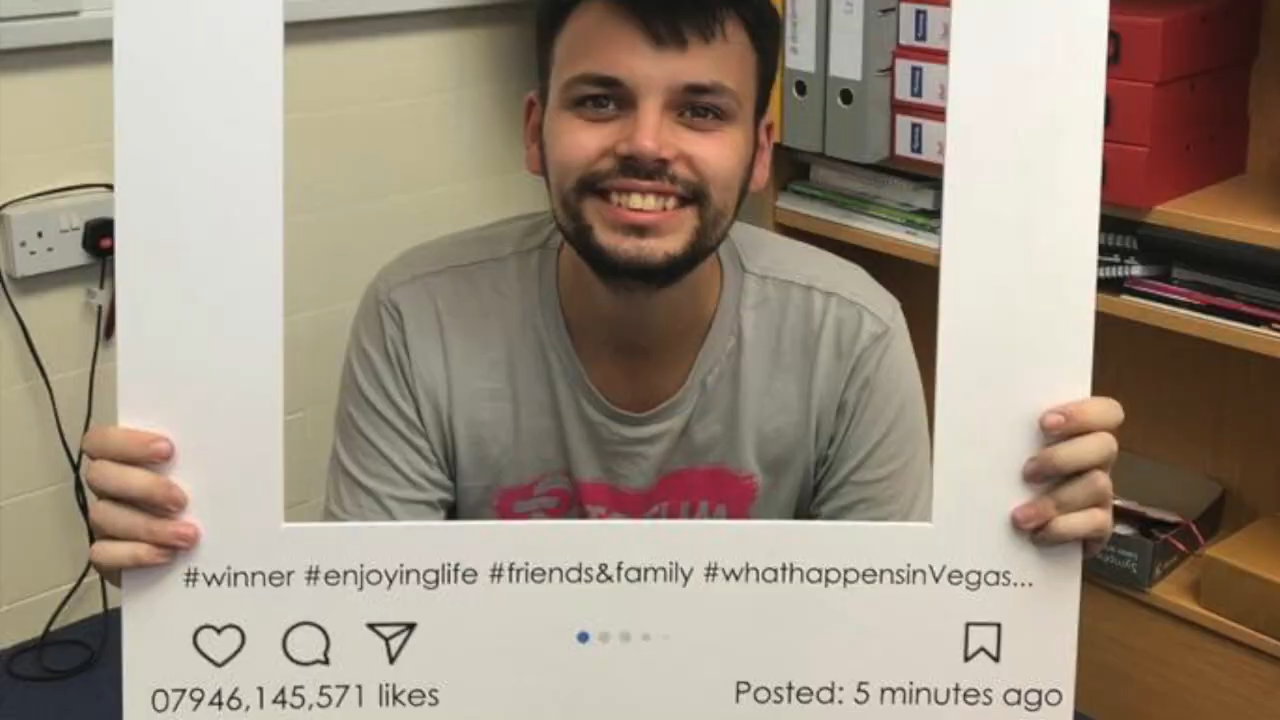 #winner #enjoyinglife #friends&family #whathappensinVegas...
07946,145,571 likes
Posted: 5 minutes ago